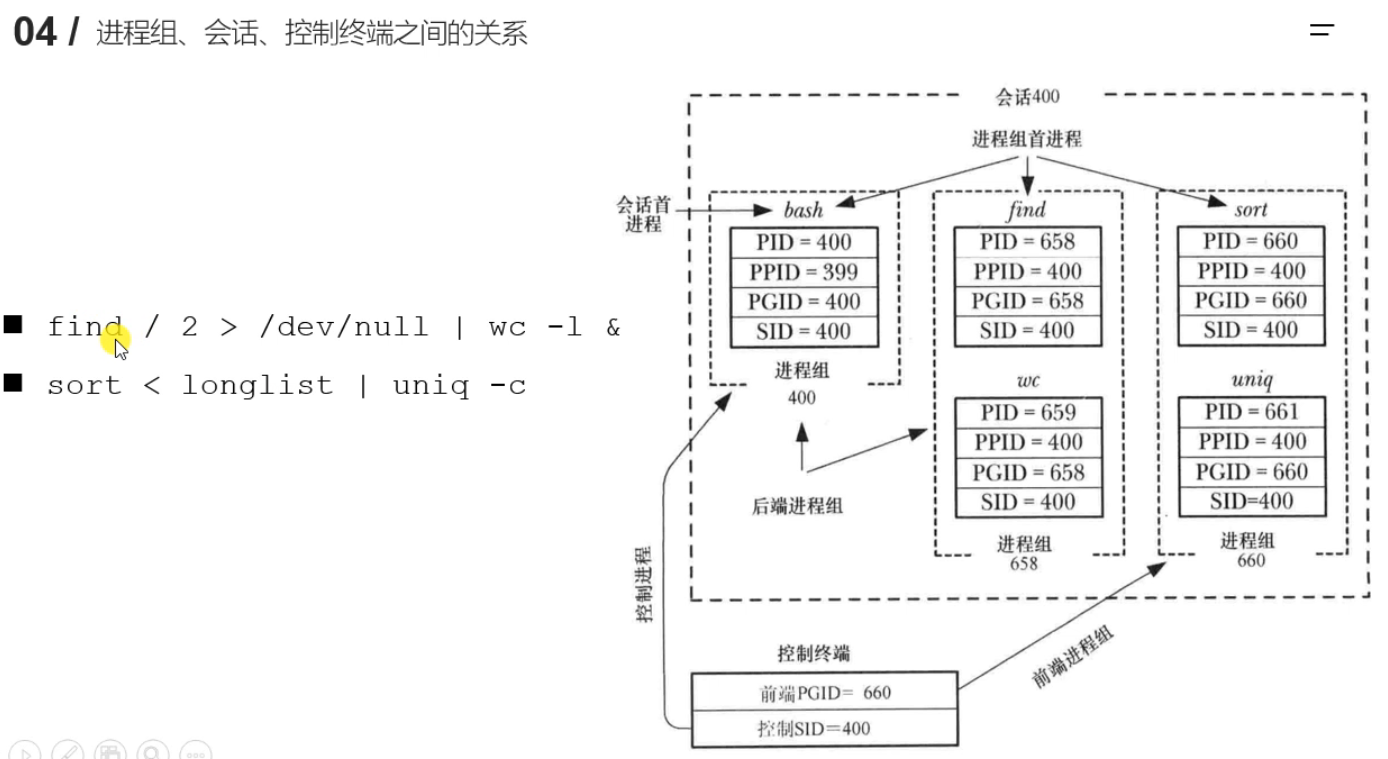 04 / 进程组、会话、控制终端之间的关系
find / 2 > /dev/null | wc -l &
sort < longlist | uniq -c
会话400
进程组首进程
会话首
进程
bash
PID = 400
PPID = 399
PGID = 400
SID = 400
进程组
400
find
PID = 658
PPID = 400
PGID = 658
SID = 400
wc
PID = 659
PPID = 400
PGID = 658
SID = 400
进程组
658
sort
PID = 660
PPID = 400
PGID = 660
SID = 400
uniq
PID = 661
PPID = 400
PGID = 660
SID=400
进程组
660
后端进程组
控制进程
前端进程组
控制终端
前端PGID= 660
控制SID=400